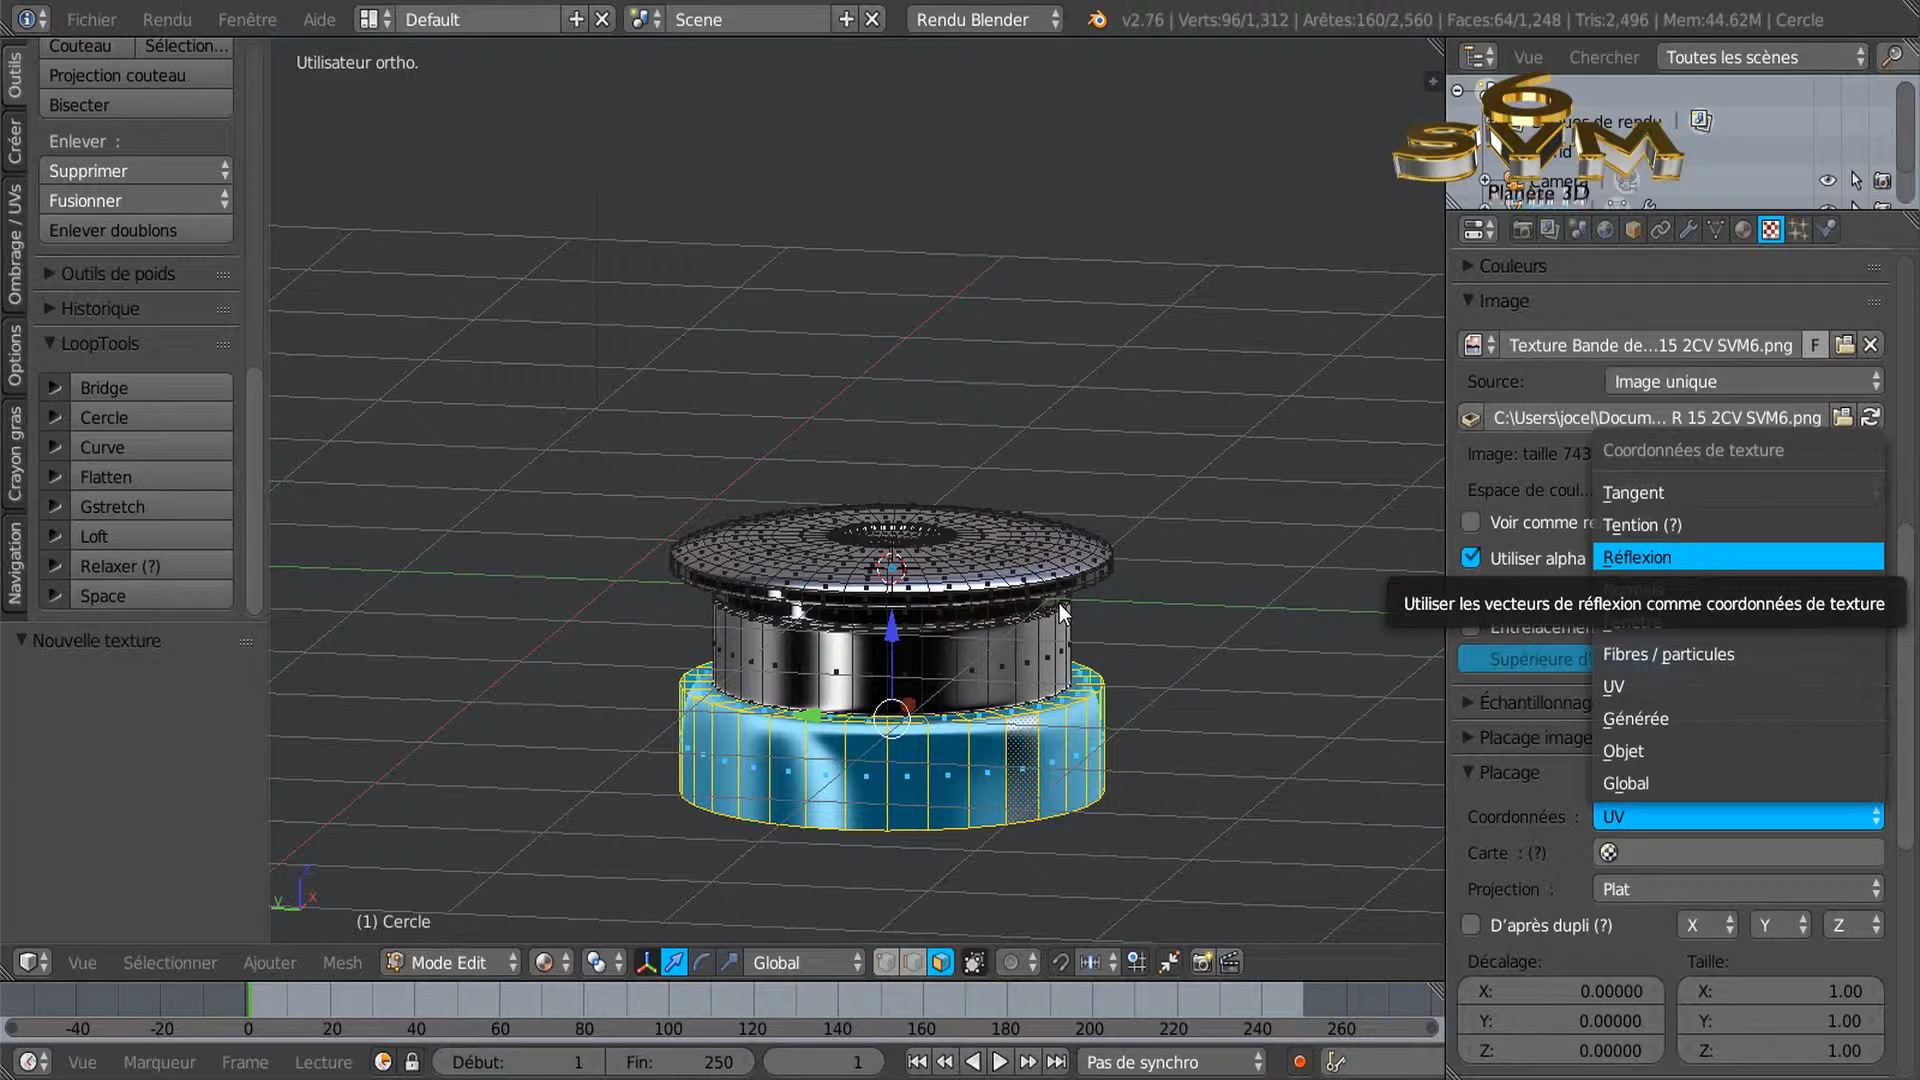 Fichier Rendu Fenêtre Aide Default Scene Rendu Blender v2.76 | Verts:96/1,312 | Arêtes:160/2,560 | Faces:64/1,248 | Tris:2,496 | Mem:44.62M | Cercle
Outils
Créer
Ombrage / UVs
Options
Crayon gras
Navigation
Couteau Sélection...
Projection couteau
Bisecter
Enlever :
Supprimer
Fusionner
Enlever doublons
Outils de poids
Historique
LoopTools
Bridge
Cercle
Curve
Flatten
Gstretch
Loft
Relaxer (?)
Space
Nouvelle texture
Utilisateur ortho.
z
y x
(1) Cercle
Vue Sélectionner Ajouter Mesh Mode Edit Global
-40 -20 0 20 40 60 80 100 120 140 160 180 200 220 240 260
Vue Marqueur Frame Lecture Début: 1 Fin: 250 1 Pas de synchro
Vue Chercher Toutes les scènes
6
SVM
Planète 3D
de rendu
Camera
Couleurs
Image
Texture Bande de...15 2CV SVM6.png F
Source: Image unique
C:\Users\jocel\Docum... R 15 2CV SVM6.png
Image: taille 743
Espace de coul...
Voir comme re
Utiliser alpha
Entrelacemen
Supérieure d'
Échantillonnag
Placage image
Placage
Coordonnées de texture
Tangent
Tention (?)
Réflexion
Utiliser les vecteurs de réflexion comme coordonnées de texture
Fibres / particules
UV
Générée
Objet
Global
Coordonnées : UV
Carte : (?)
Projection : Plat
D'après dupli (?) X Y Z
Décalage: Taille:
X: 0.00000 X: 1.00
Y: 0.00000 Y: 1.00
Z: 0.00000 Z: 1.00